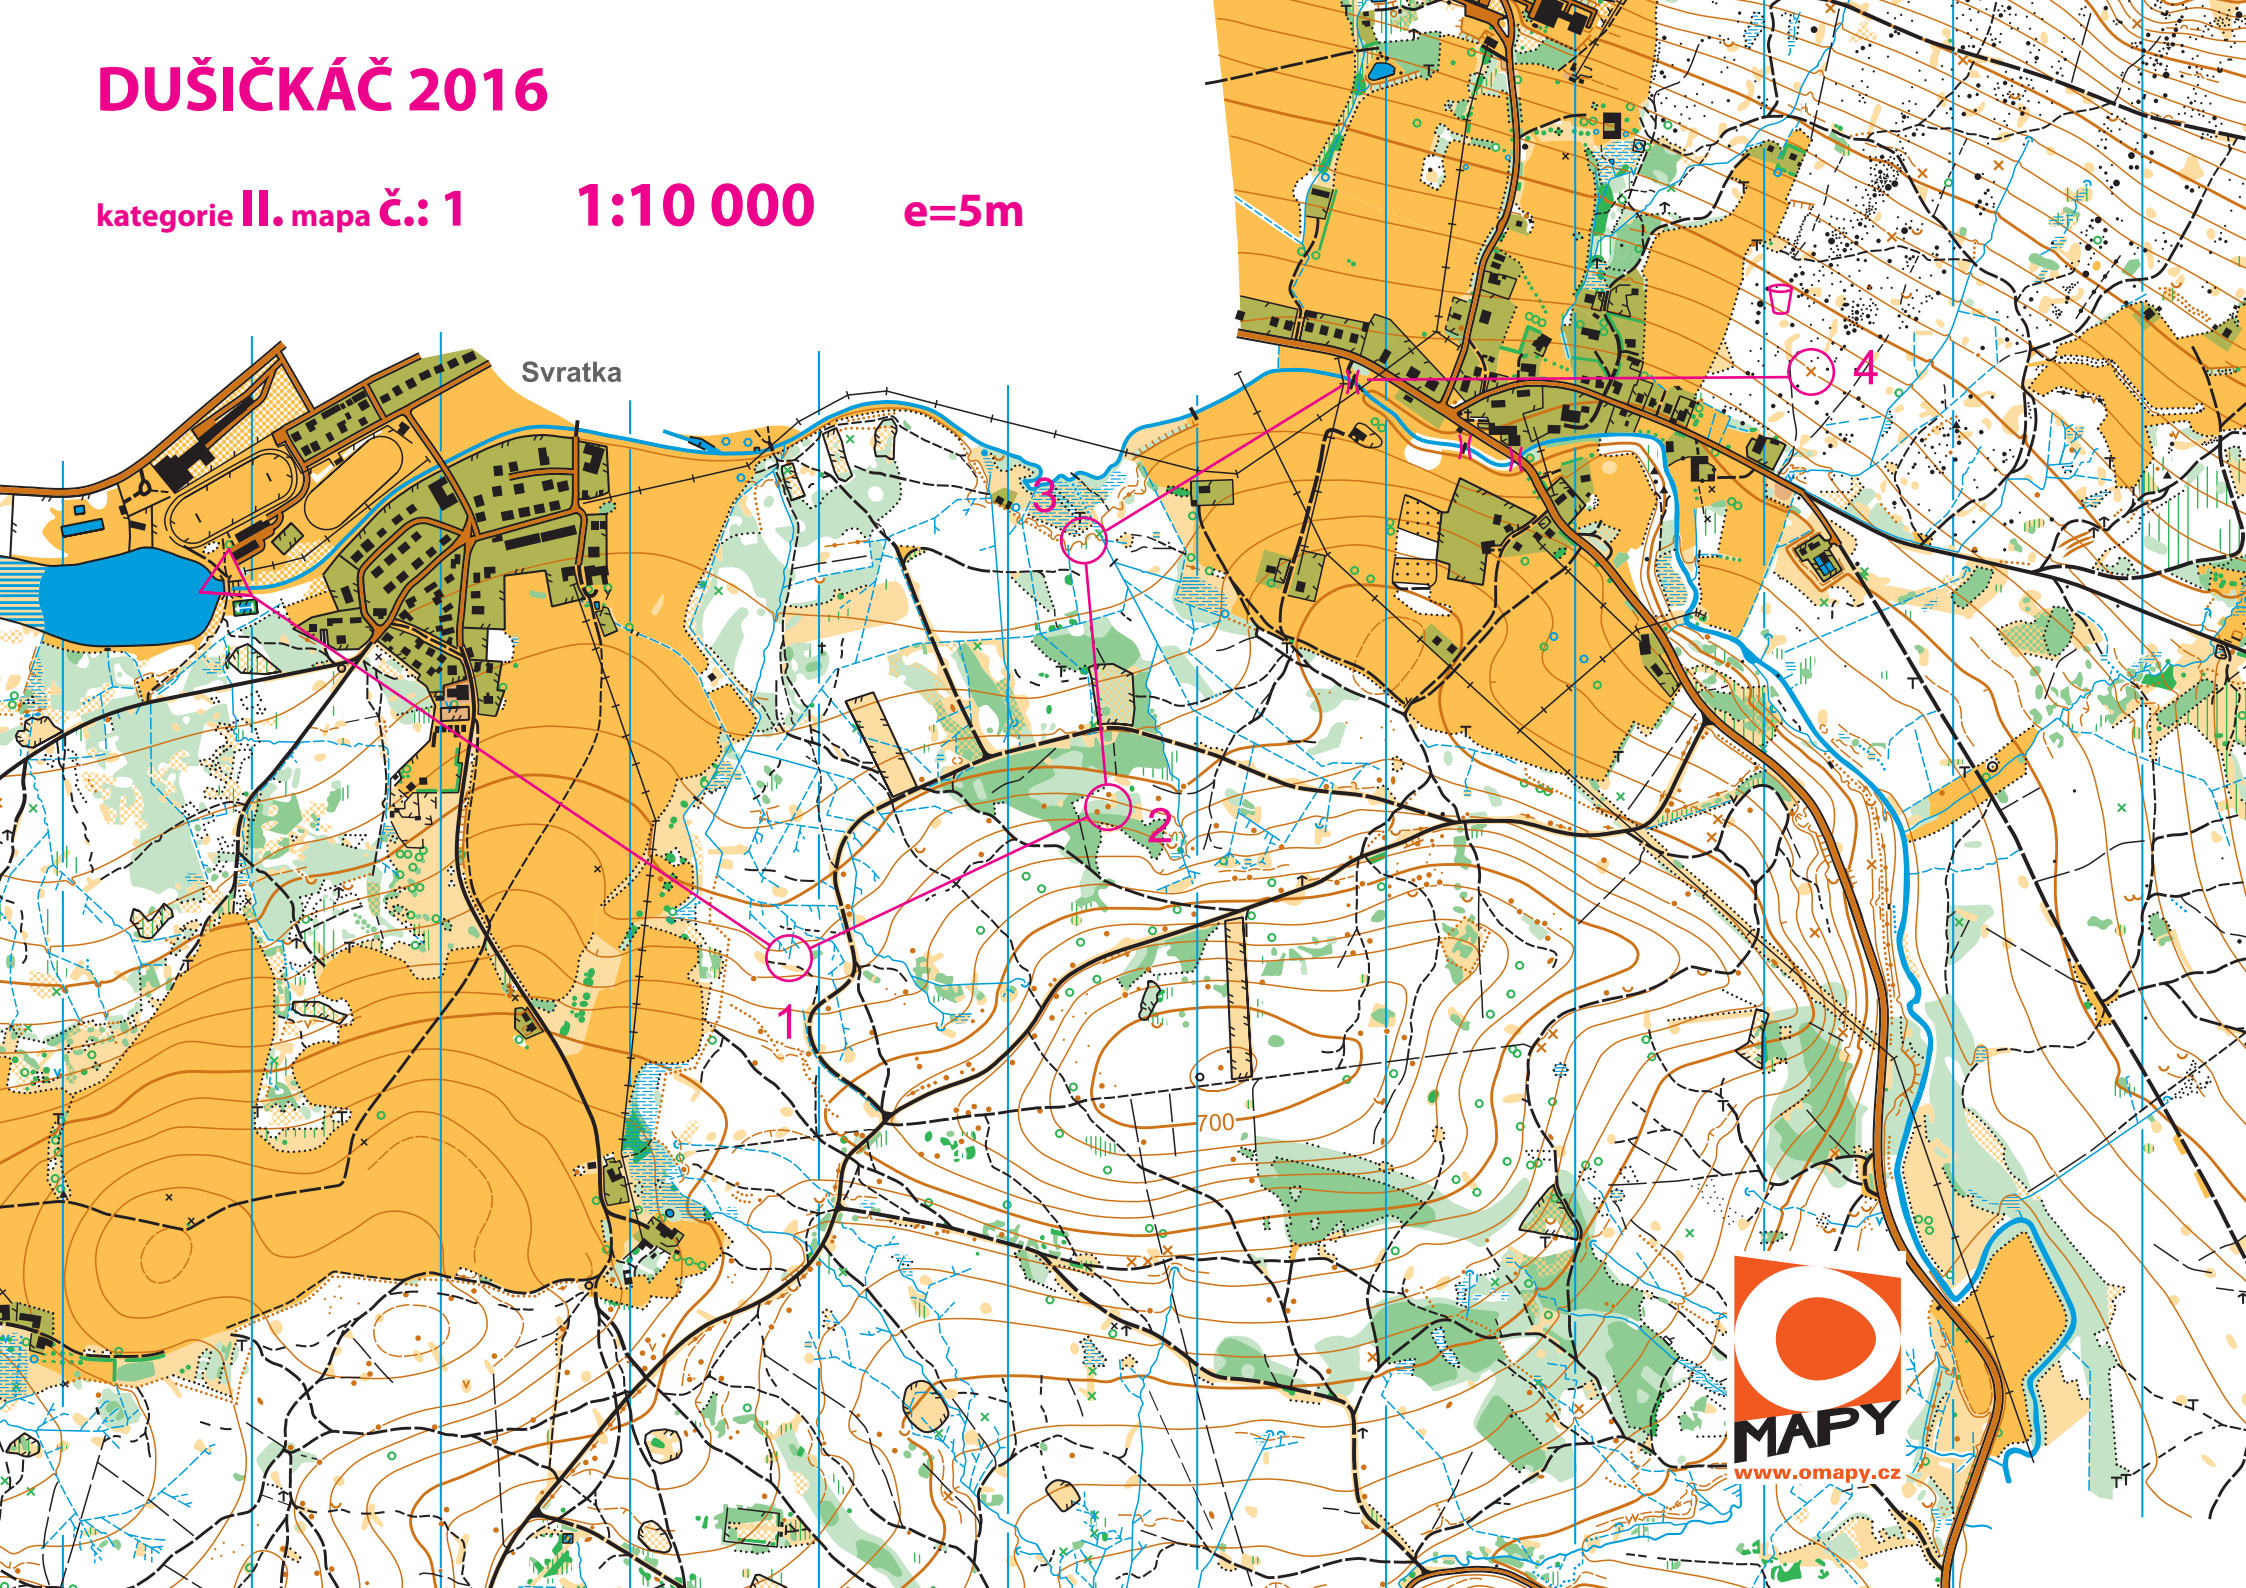 DUŠIČKÁČ 2016
kategorie II. mapa č.: 1 1:10 000 e=5m
Svratka
3
4
2
1
700
MAPY
www.omapy.cz